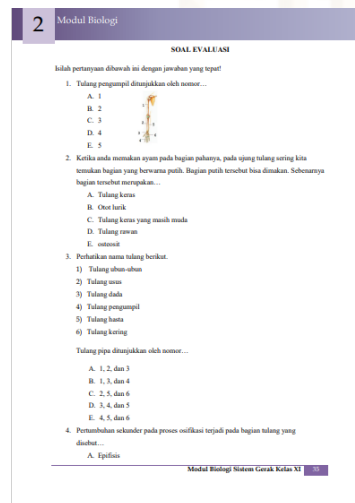 2
Modul Biologi
SOAL EVALUASI
Isilah pertanyaan dibawah ini dengan jawaban yang tepat!
1. Tulang pengumpil ditunjukkan oleh nomor…
A. 1
B. 2
C. 3
D. 4
E. 5
2. Ketika anda memakan ayam pada bagian pahanya, pada ujung tulang sering kita
temukan bagian yang berwarna putih. Bagian putih tersebut bisa dimakan. Sebenarnya
bagian tersebut merupakan…
A. Tulang keras
B. Otot lurik
C. Tulang keras yang masih muda
D. Tulang rawan
E. osteosit
3. Perhatikan nama tulang berikut.
1) Tulang ubun-ubun
2) Tulang usus
3) Tulang dada
4) Tulang pengumpil
5) Tulang hasta
6) Tulang kering
Tulang pipa ditunjukkan oleh nomor…
A. 1, 2, dan 3
B. 1, 3, dan 4
C. 2, 5, dan 6
D. 3, 4, dan 5
E. 4, 5, dan 6
4. Pertumbuhan sekunder pada proses osifikasi terjadi pada bagian tulang yang
disebut…
A. Epifisis
Modul Biologi Sistem Gerak Kelas XI